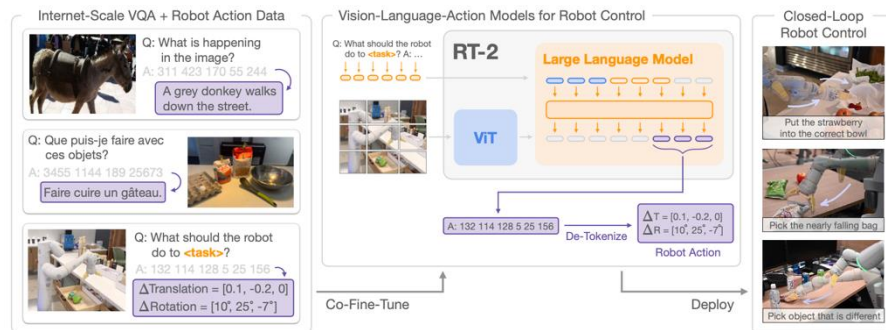 Internet-Scale VQA + Robot Action Data
Q: What is happening
in the image?
A: 311 423 170 55 244
A grey donkey walks
down the street.
Q: Que puis-je faire avec
ces objets?
A: 3455 1144 189 25673
Faire cuire un gâteau.
Q: What should the robot
do to <task>?
A: 132 114 128 5 25 156
ΔTranslation = [0.1, -0.2, 0]
ΔRotation = [10°, 25°, -7°]
Co-Fine-Tune
Vision-Language-Action Models for Robot Control
Q: What should the robot
do to <task>? A: ...
RT-2
Large Language Model
ViT
A: 132 114 128 5 25 156
De-Tokenize
ΔT = [0.1, -0.2, 0]
ΔR = [10°, 25°, -7°]
Robot Action
Deploy
Closed-Loop
Robot Control
Put the strawberry
into the correct bowl
Pick the nearly falling bag
Pick object that is different